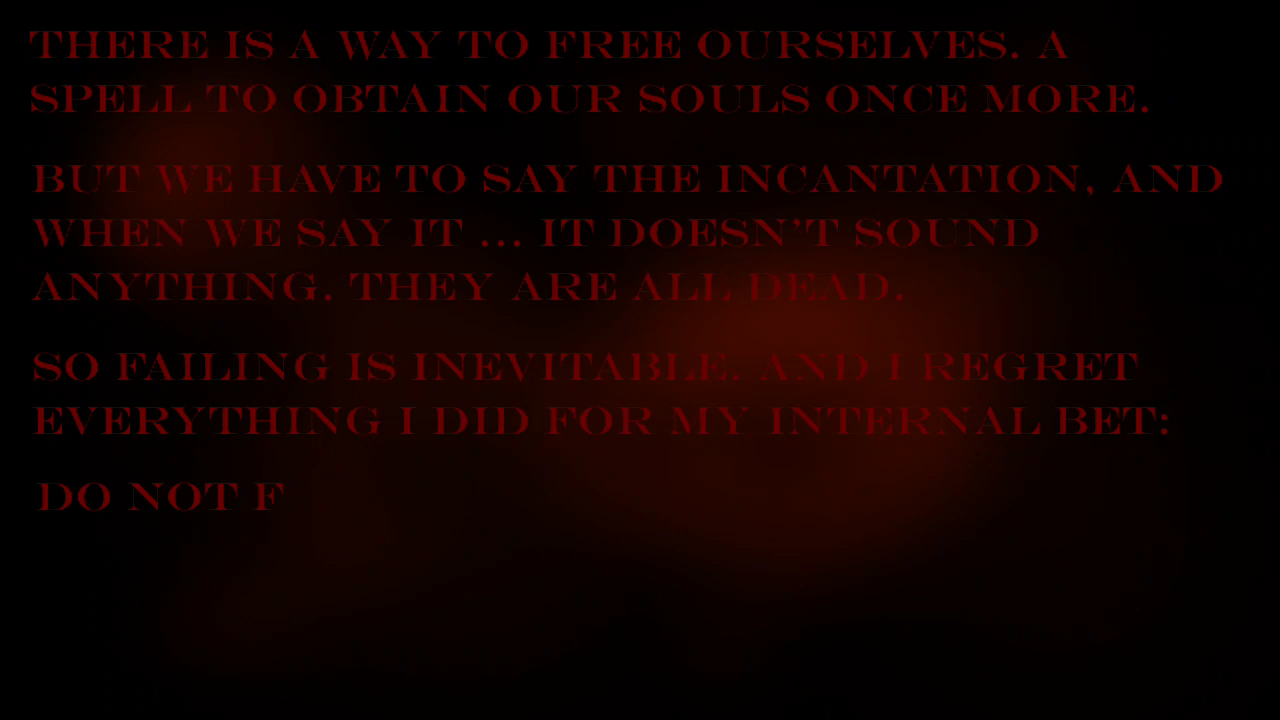 THERE IS A WAY TO FREE OURSELVES. A
SPELL TO OBTAIN OUR SOULS ONCE MORE.
BUT WE HAVE TO SAY THE INCANTATION, AND
WHEN WE SAY IT ... IT DOESN'T SOUND
ANYTHING. THEY ARE ALL DEAD.
SO FAILING IS INEVITABLE. AND I REGRET
EVERYTHING I DID FOR MY INTERNAL BET:
DO NOT F